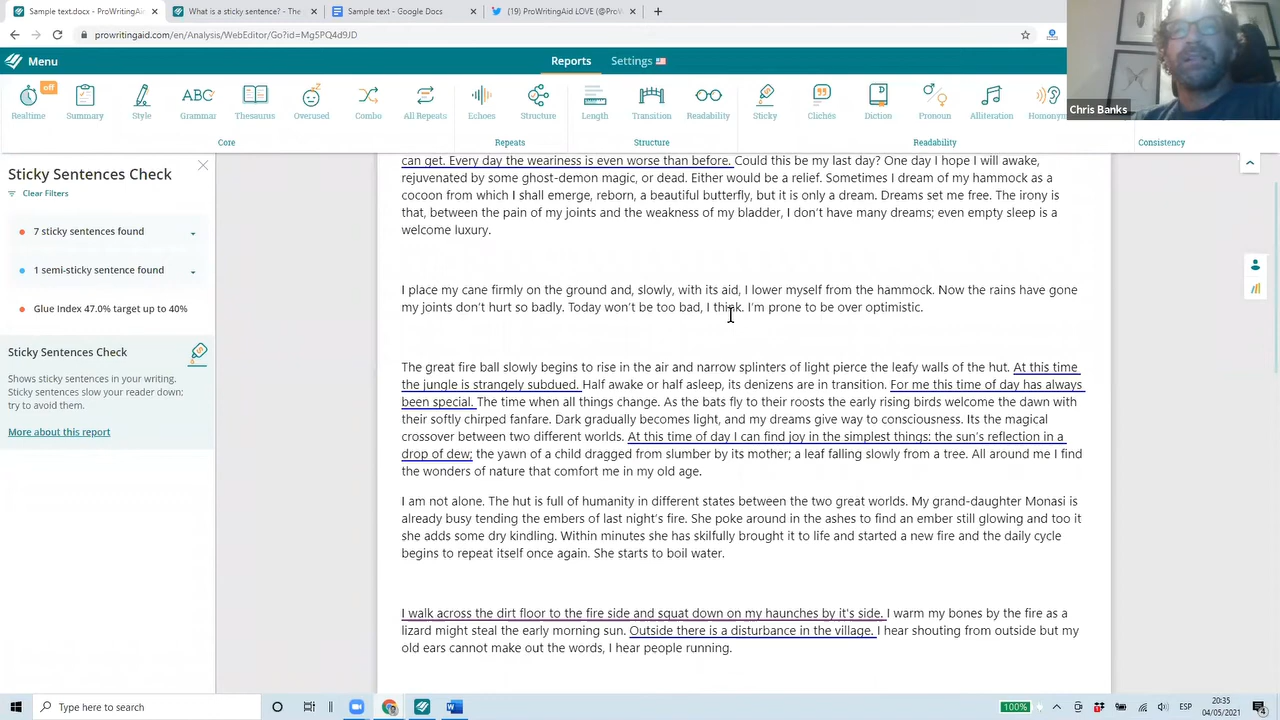 Sample text.docx - ProWritingAid
What is a sticky sentence? - The
Sample text - Google Docs
(19) ProWritingAid LOVE (@ProW
prowritingaid.com/en/Analysis/WebEditor/Go?id=Mg5PQ4d9JD
Menu
Reports
Settings
off
Realtime
Summary
Style
ABC
Grammar
Thesaurus
Overused
Combo
All Repeats
Echoes
Structure
Length
Transition
Readability
Sticky
Clichés
Diction
Pronoun
Alliteration
Homonym
Chris Banks
Core
Repeats
Structure
Readability
Consistency
Sticky Sentences Check
Clear Filters
7 sticky sentences found
1 semi-sticky sentence found
Glue Index 47.0% target up to 40%
Sticky Sentences Check
Shows sticky sentences in your writing.
Sticky sentences slow your reader down;
try to avoid them.
More about this report
can get. Every day the weariness is even worse than before. Could this be my last day? One day I hope I will awake,
rejuvenated by some ghost-demon magic, or dead. Either would be a relief. Sometimes I dream of my hammock as a
cocoon from which I shall emerge, reborn, a beautiful butterfly, but it is only a dream. Dreams set me free. The irony is
that, between the pain of my joints and the weakness of my bladder, I don't have many dreams; even empty sleep is a
welcome luxury.
I place my cane firmly on the ground and, slowly, with its aid, I lower myself from the hammock. Now the rains have gone
my joints don't hurt so badly. Today won't be too bad, I think. I'm prone to be over optimistic.
The great fire ball slowly begins to rise in the air and narrow splinters of light pierce the leafy walls of the hut. At this time
the jungle is strangely subdued. Half awake or half asleep, its denizens are in transition. For me this time of day has always
been special. The time when all things change. As the bats fly to their roosts the early rising birds welcome the dawn with
their softly chirped fanfare. Dark gradually becomes light, and my dreams give way to consciousness. Its the magical
crossover between two different worlds. At this time of day I can find joy in the simplest things: the sun's reflection in a
drop of dew; the yawn of a child dragged from slumber by its mother; a leaf falling slowly from a tree. All around me I find
the wonders of nature that comfort me in my old age.
I am not alone. The hut is full of humanity in different states between the two great worlds. My grand-daughter Monasi is
already busy tending the embers of last night's fire. She poke around in the ashes to find an ember still glowing and too it
she adds some dry kindling. Within minutes she has skilfully brought it to life and started a new fire and the daily cycle
begins to repeat itself once again. She starts to boil water.
I walk across the dirt floor to the fire side and squat down on my haunches by it's side. I warm my bones by the fire as a
lizard might steal the early morning sun. Outside there is a disturbance in the village. I hear shouting from outside but my
old ears cannot make out the words, I hear people running.
Type here to search
100%
ESP
20:35
04/05/2021
4